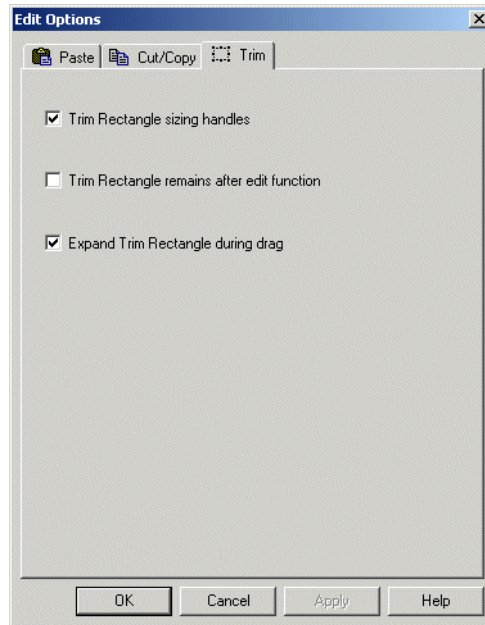 Edit Options
Paste Cut/Copy Trim
Trim Rectangle sizing handles
Trim Rectangle remains after edit function
Expand Trim Rectangle during drag
OK Cancel Apply Help